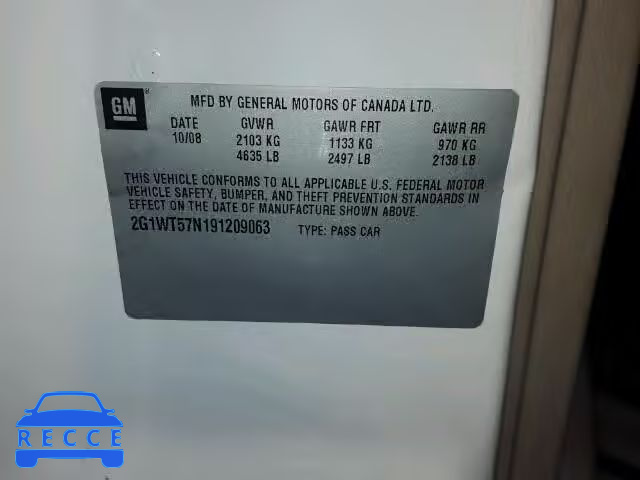 GM
MFD BY GENERAL MOTORS OF CANADA LTD.
DATE GVWR GAWR FRT GAWR RR
10/08 2103 KG 1133 KG 970 KG
4635 LB 2497 LB 2138 LB
THIS VEHICLE CONFORMS TO ALL APPLICABLE U.S. FEDERAL MOTOR
VEHICLE SAFETY, BUMPER, AND THEFT PREVENTION STANDARDS IN
EFFECT ON THE DATE OF MANUFACTURE SHOWN ABOVE.
2G1WT57N191209063 TYPE: PASS CAR
RECCE